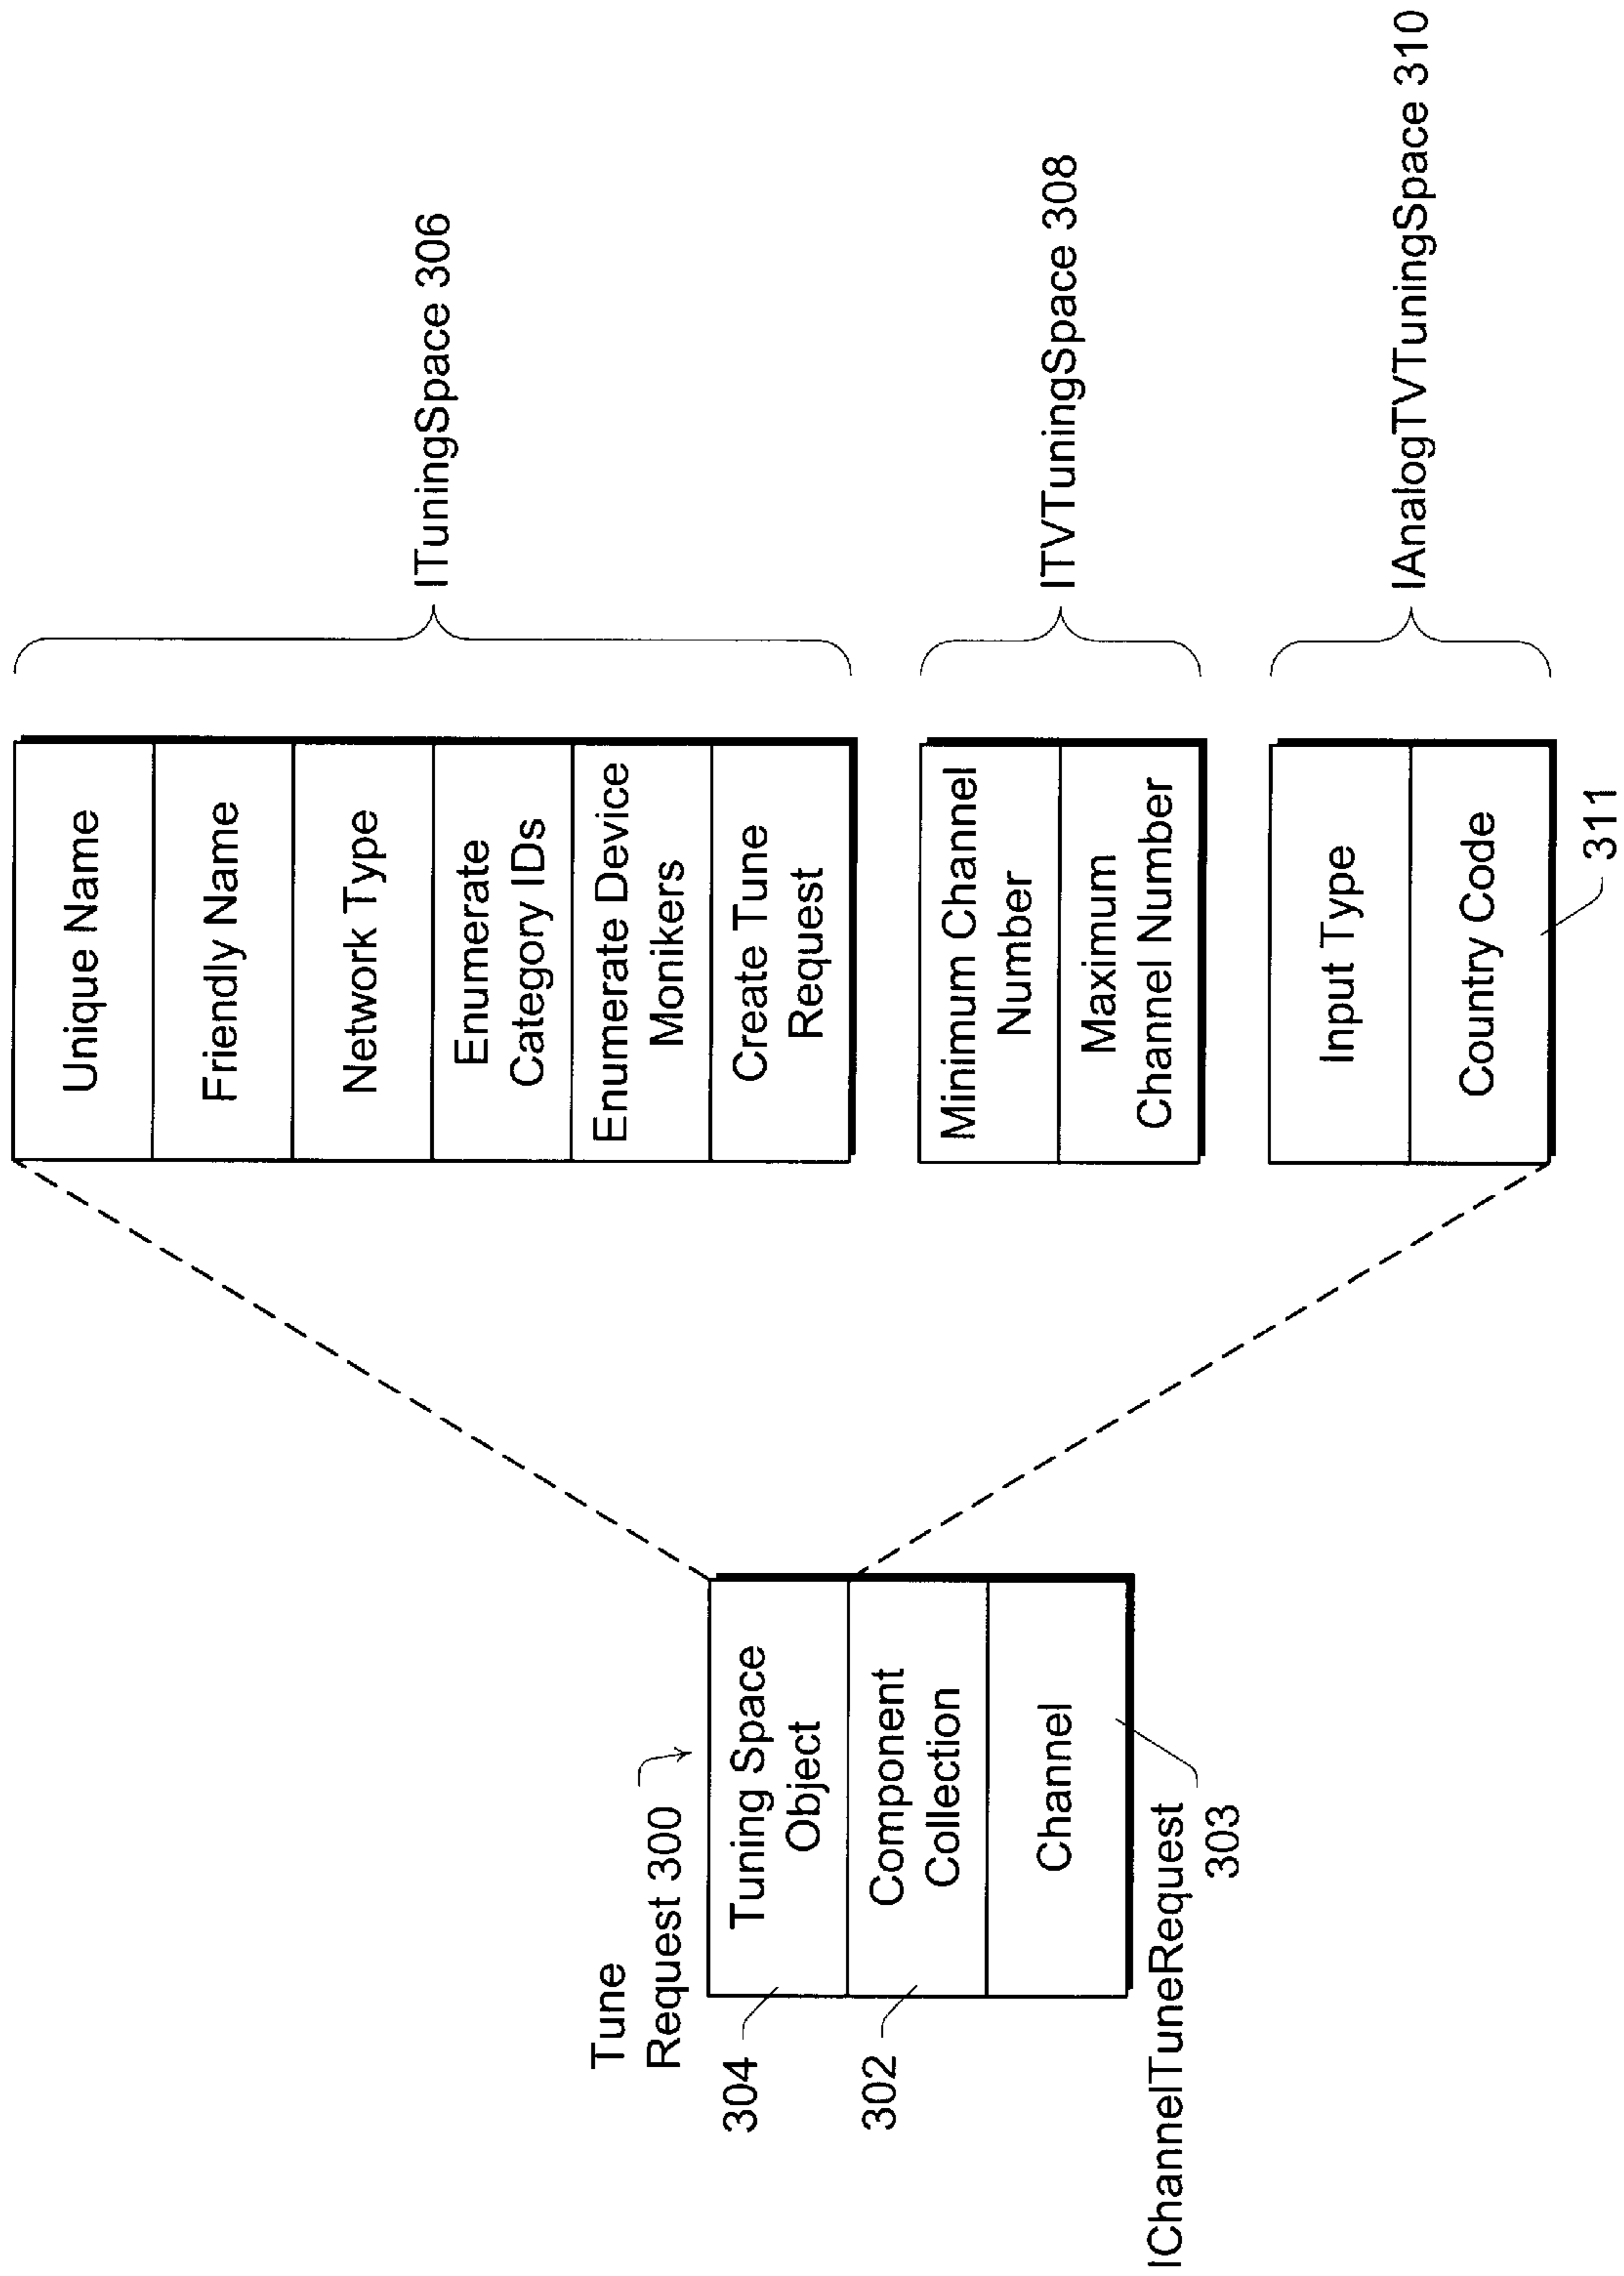 Tune
Request 300
304
Tuning Space
Object
302
Component
Collection
Channel
IChannelTuneRequest
303
Unique Name
Friendly Name
Network Type
Enumerate
Category IDs
Enumerate Device
Monikers
Create Tune
Request
ITuningSpace 306
Minimum Channel
Number
Maximum
Channel Number
ITVTuningSpace 308
Input Type
Country Code
311
IAnalogTVTuningSpace 310